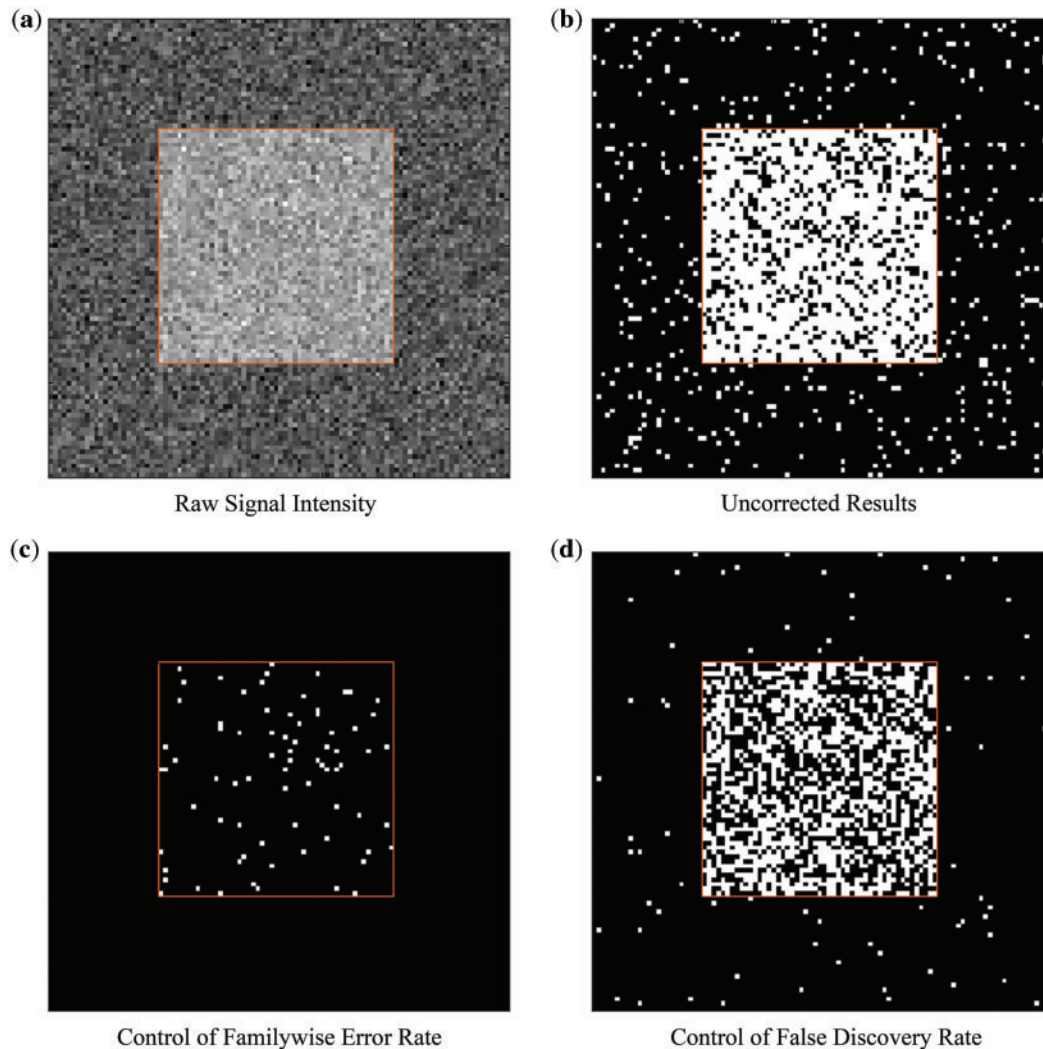 (a)
(b)
Raw Signal Intensity
Uncorrected Results
(c)
(d)
Control of Familywise Error Rate
Control of False Discovery Rate